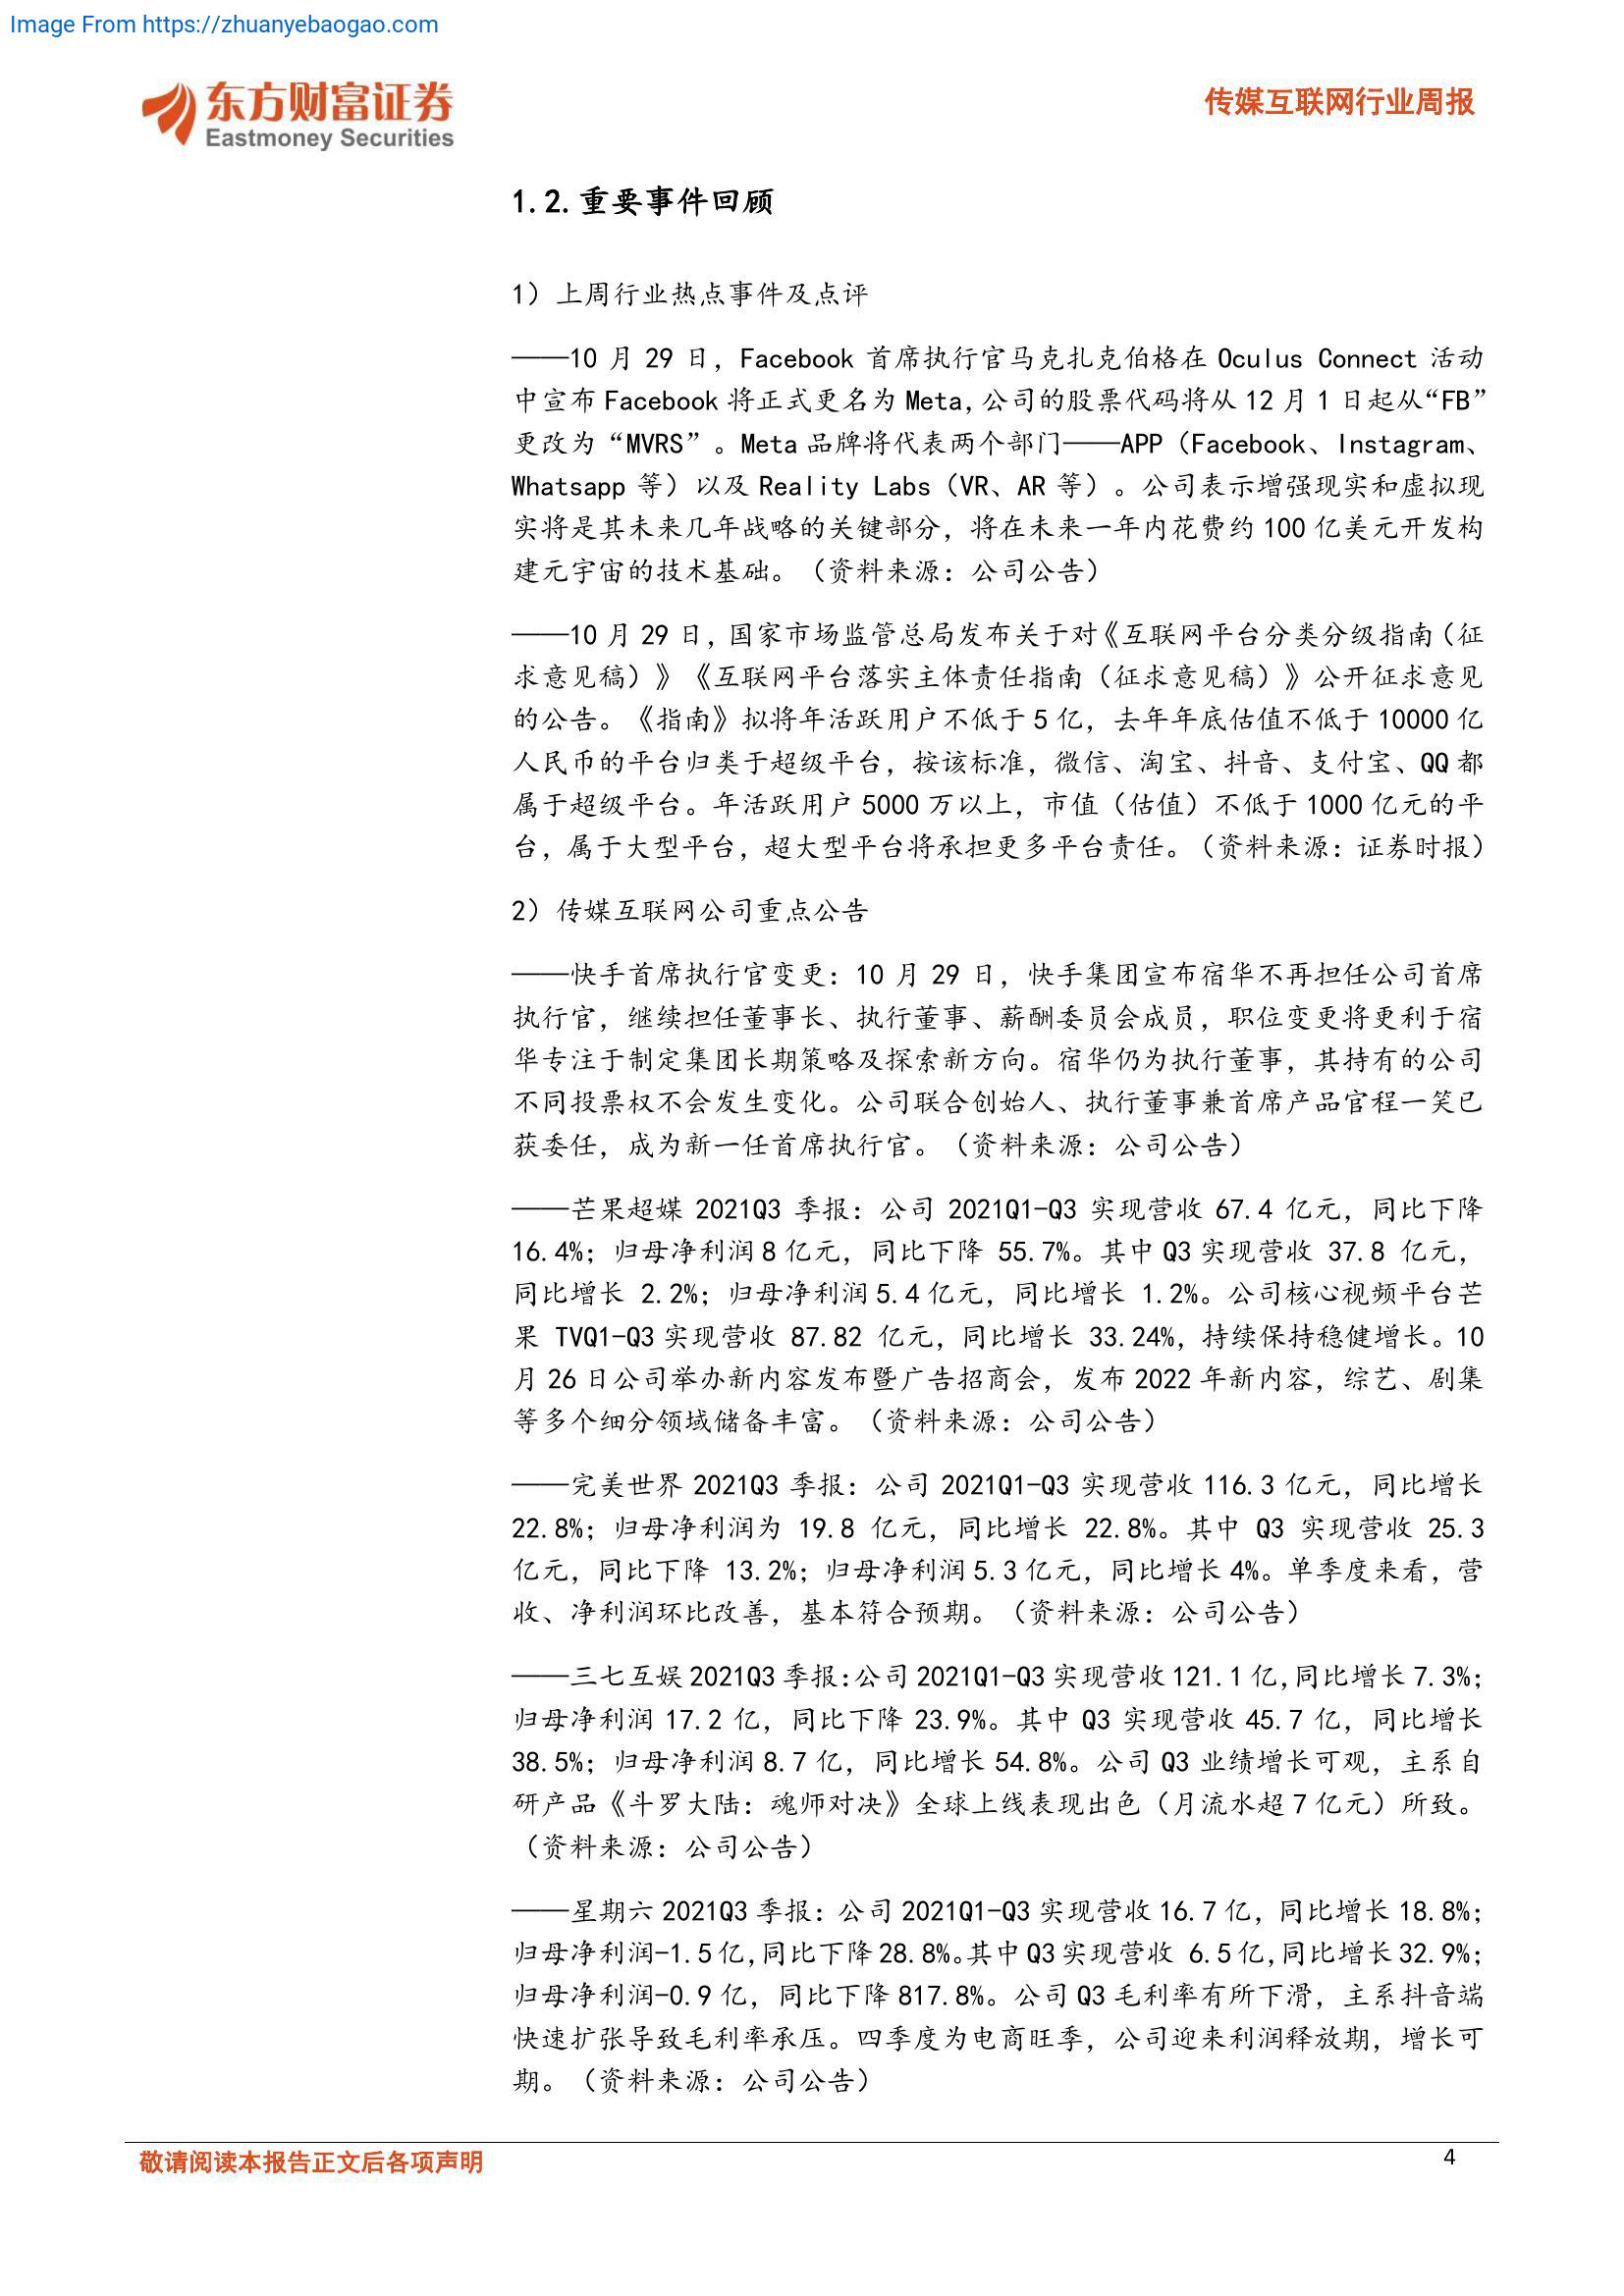 Image From https://zhuanyebaogao.com
东方财富证券
Eastmoney Securities
传媒互联网行业周报
1.2.重要事件回顾
1）上周行业热点事件及点评
——10 月 29 日，Facebook 首席执行官马克扎克伯格在 Oculus Connect 活动
中宣布 Facebook 将正式更名为 Meta，公司的股票代码将从 12 月 1 日起从“FB”
更改为“MVRS”。Meta 品牌将代表两个部门——APP（Facebook、Instagram、
Whatsapp 等）以及 Reality Labs（VR、AR 等）。公司表示增强现实和虚拟现
实将是其未来几年战略的关键部分，将在未来一年内花费约 100 亿美元开发构
建元宇宙的技术基础。（资料来源：公司公告）
——10 月 29 日，国家市场监管总局发布关于对《互联网平台分类分级指南（征
求意见稿）》《互联网平台落实主体责任指南（征求意见稿）》公开征求意见
的公告。《指南》拟将年活跃用户不低于 5 亿，去年年底估值不低于 10000 亿
人民币的平台归类于超级平台，按该标准，微信、淘宝、抖音、支付宝、QQ 都
属于超级平台。年活跃用户 5000 万以上，市值（估值）不低于 1000 亿元的平
台，属于大型平台，超大型平台将承担更多平台责任。（资料来源：证券时报）
2）传媒互联网公司重点公告
——快手首席执行官变更：10 月 29 日，快手集团宣布宿华不再担任公司首席
执行官，继续担任董事长、执行董事、薪酬委员会成员，职位变更将更利于宿
华专注于制定集团长期策略及探索新方向。宿华仍为执行董事，其持有的公司
不同投票权不会发生变化。公司联合创始人、执行董事兼首席产品官程一笑已
获委任，成为新一任首席执行官。（资料来源：公司公告）
——芒果超媒 2021Q3 季报：公司 2021Q1-Q3 实现营收 67.4 亿元，同比下降
16.4%；归母净利润 8 亿元，同比下降 55.7%。其中 Q3 实现营收 37.8 亿元，
同比增长 2.2%；归母净利润 5.4 亿元，同比增长 1.2%。公司核心视频平台芒
果 TVQ1-Q3 实现营收 87.82 亿元，同比增长 33.24%，持续保持稳健增长。10
月 26 日公司举办新内容发布暨广告招商会，发布 2022 年新内容，综艺、剧集
等多个细分领域储备丰富。（资料来源：公司公告）
——完美世界 2021Q3 季报：公司 2021Q1-Q3 实现营收 116.3 亿元，同比增长
22.8%；归母净利润为 19.8 亿元，同比增长 22.8%。其中 Q3 实现营收 25.3
亿元，同比下降 13.2%；归母净利润 5.3 亿元，同比增长 4%。单季度来看，营
收、净利润环比改善，基本符合预期。（资料来源：公司公告）
——三七互娱 2021Q3 季报：公司 2021Q1-Q3 实现营收 121.1 亿，同比增长 7.3%；
归母净利润 17.2 亿，同比下降 23.9%。其中 Q3 实现营收 45.7 亿，同比增长
38.5%；归母净利润 8.7 亿，同比增长 54.8%。公司 Q3 业绩增长可观，主系自
研产品《斗罗大陆：魂师对决》全球上线表现出色（月流水超 7 亿元）所致。
（资料来源：公司公告）
——星期六 2021Q3 季报：公司 2021Q1-Q3 实现营收 16.7 亿，同比增长 18.8%；
归母净利润-1.5 亿，同比下降 28.8%。其中 Q3 实现营收 6.5 亿，同比增长 32.9%；
归母净利润-0.9 亿，同比下降 817.8%。公司 Q3 毛利率有所下滑，主系抖音端
快速扩张导致毛利率承压。四季度为电商旺季，公司迎来利润释放期，增长可
期。（资料来源：公司公告）
敬请阅读本报告正文后各项声明
4